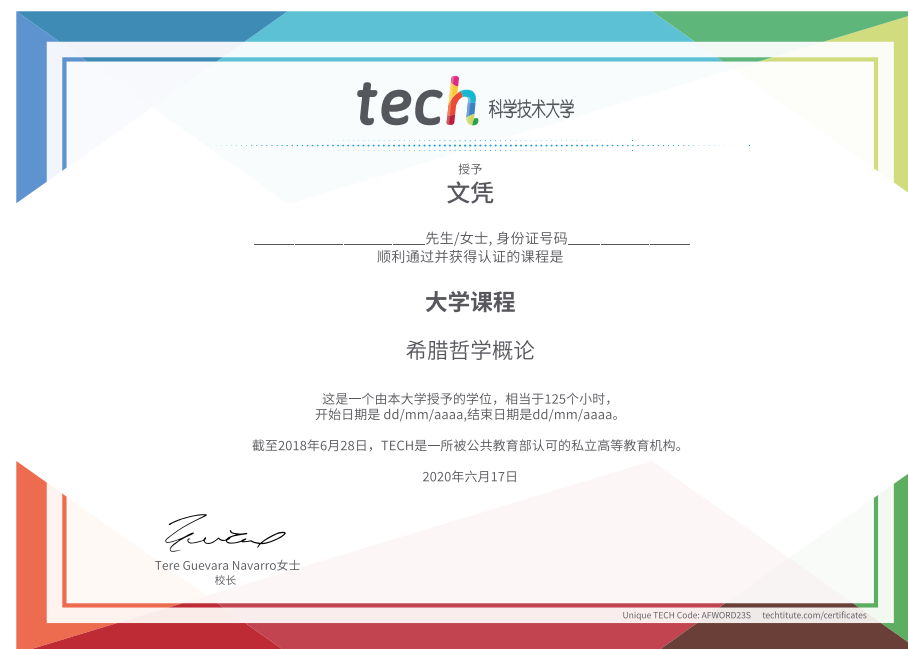 tech 科学技术大学
授予
文凭
先生/女士, 身份证号码
顺利通过并获得认证的课程是
大学课程
希腊哲学概论
这是一个由本大学授予的学位，相当于125个小时，
开始日期是 dd/mm/aaaa,结束日期是dd/mm/aaaa。
截至2018年6月28日，TECH是一所被公共教育部认可的私立高等教育机构。
2020年六月17日
Tere Guevara Navarro女士
校长
Unique TECH Code: AFWORD23S techtitute.com/certificates